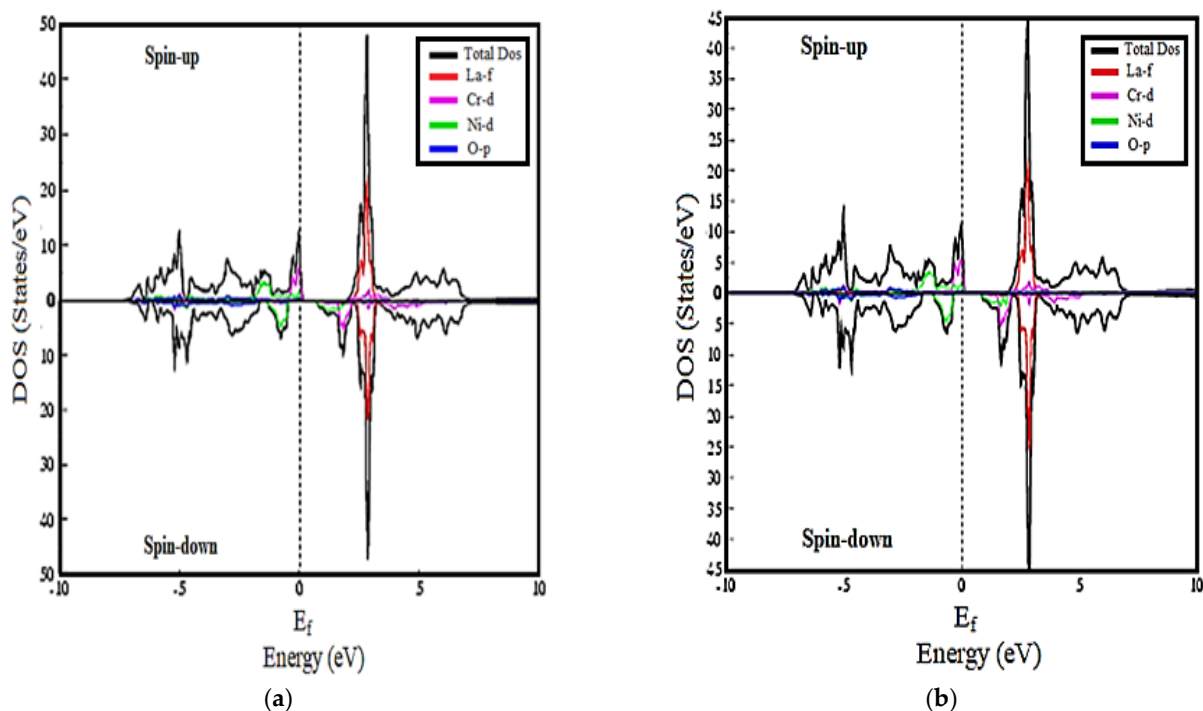 50
40
30
20
10
0
10
20
30
40
50
-10
-5
0
5
10
Spin-up
Spin-down
Total Dos
La-f
Cr-d
Ni-d
O-p
DOS (States/eV)
E_f
Energy (eV)
(a)
45
40
35
30
25
20
15
10
5
0
5
10
15
20
25
30
35
40
45
-10
-5
0
5
10
Spin-up
Spin-down
Total Dos
La-f
Cr-d
Ni-d
O-p
DOS (States/eV)
E_f
Energy (eV)
(b)